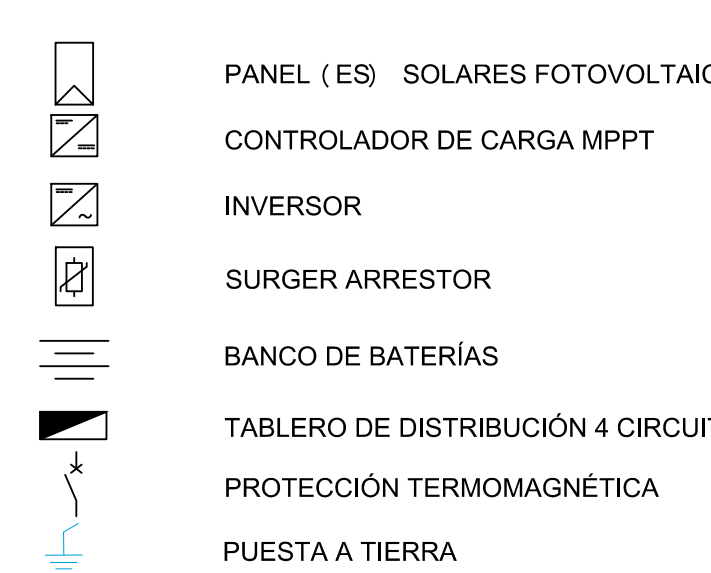 PANEL (ES) SOLARES FOTOVOLTAIC
CONTROLADOR DE CARGA MPPT
INVERSOR
SURGER ARRESTOR
BANCO DE BATERÍAS
TABLERO DE DISTRIBUCIÓN 4 CIRCUIT
PROTECCIÓN TERMOMAGNÉTICA
PUESTA A TIERRA